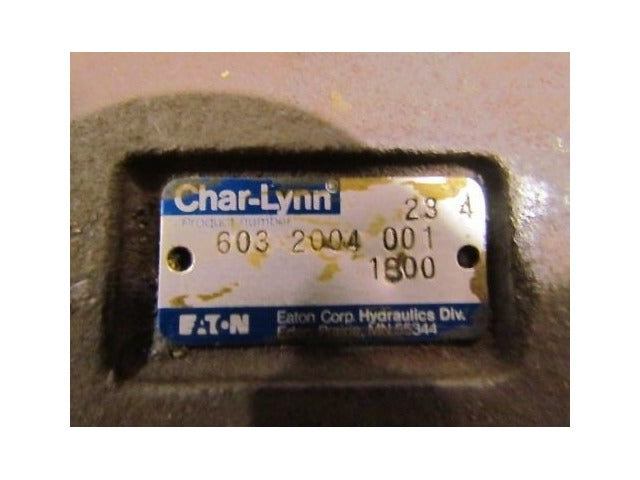 Char-Lynn®
Product number 23 4
603 2004 001
1800
EATON Eaton Corp. Hydraulics Div.
Eden Prairie, MN 55344